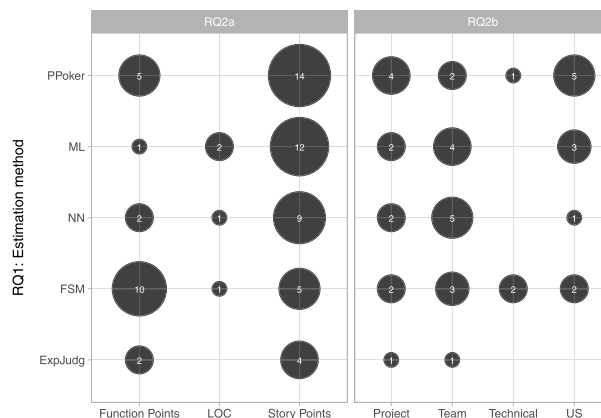 RQ2a RQ2b
RQ1: Estimation method
PPoker 5 14 4 2 1 5
ML 1 2 12 2 4 3
NN 2 1 9 2 5 1
FSM 10 1 5 2 3 2 2
ExpJudg 2 4 1 1
Function Points LOC Story Points Project Team Technical US